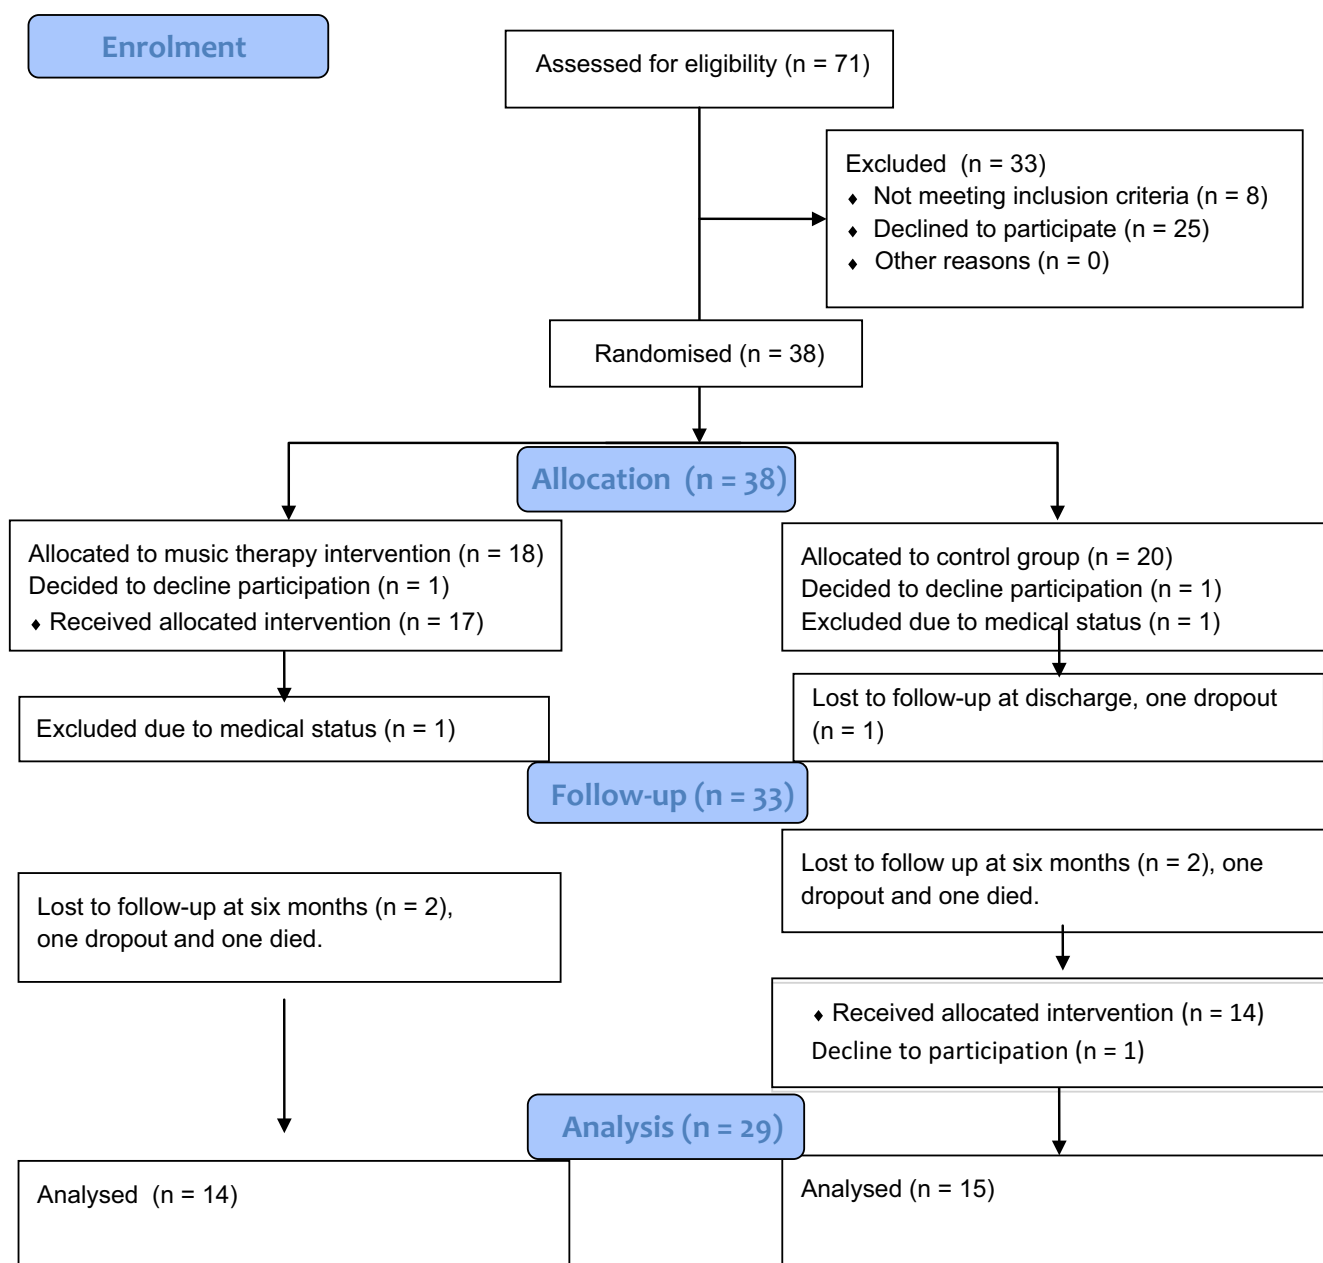 Enrolment
Assessed for eligibility (n = 71)
Excluded (n = 33)
♦ Not meeting inclusion criteria (n = 8)
♦ Declined to participate (n = 25)
♦ Other reasons (n = 0)
Randomised (n = 38)
Allocation (n = 38)
Allocated to music therapy intervention (n = 18)
Decided to decline participation (n = 1)
♦ Received allocated intervention (n = 17)
Allocated to control group (n = 20)
Decided to decline participation (n = 1)
Excluded due to medical status (n = 1)
Excluded due to medical status (n = 1)
Lost to follow-up at discharge, one dropout
(n = 1)
Follow-up (n = 33)
Lost to follow-up at six months (n = 2),
one dropout and one died.
Lost to follow up at six months (n = 2), one
dropout and one died.
♦ Received allocated intervention (n = 14)
Decline to participation (n = 1)
Analysis (n = 29)
Analysed (n = 14)
Analysed (n = 15)